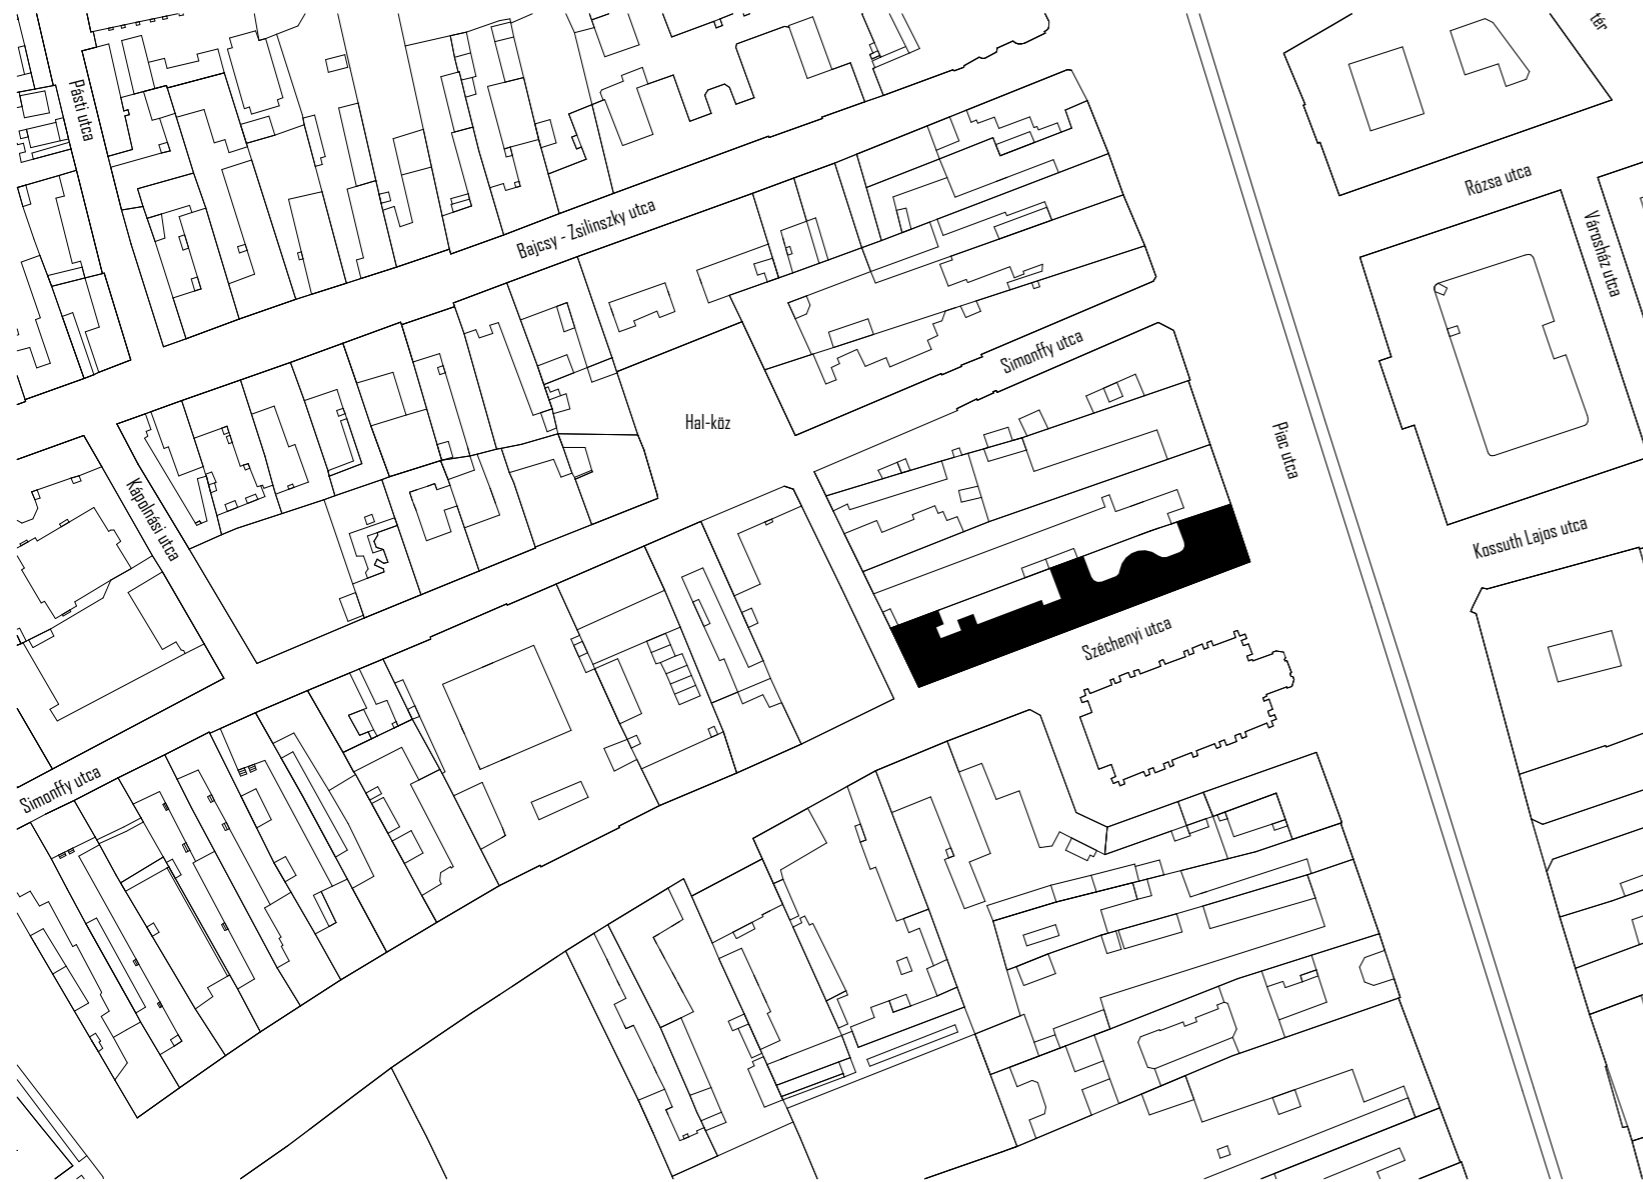 tér
Pásti utca
Rózsa utca
Bajcsy - Zsilinszky utca
Városház utca
Simonffy utca
Hal-köz
Piac utca
Kápolnási utca
Kossuth Lajos utca
Széchenyi utca
Simonffy utca